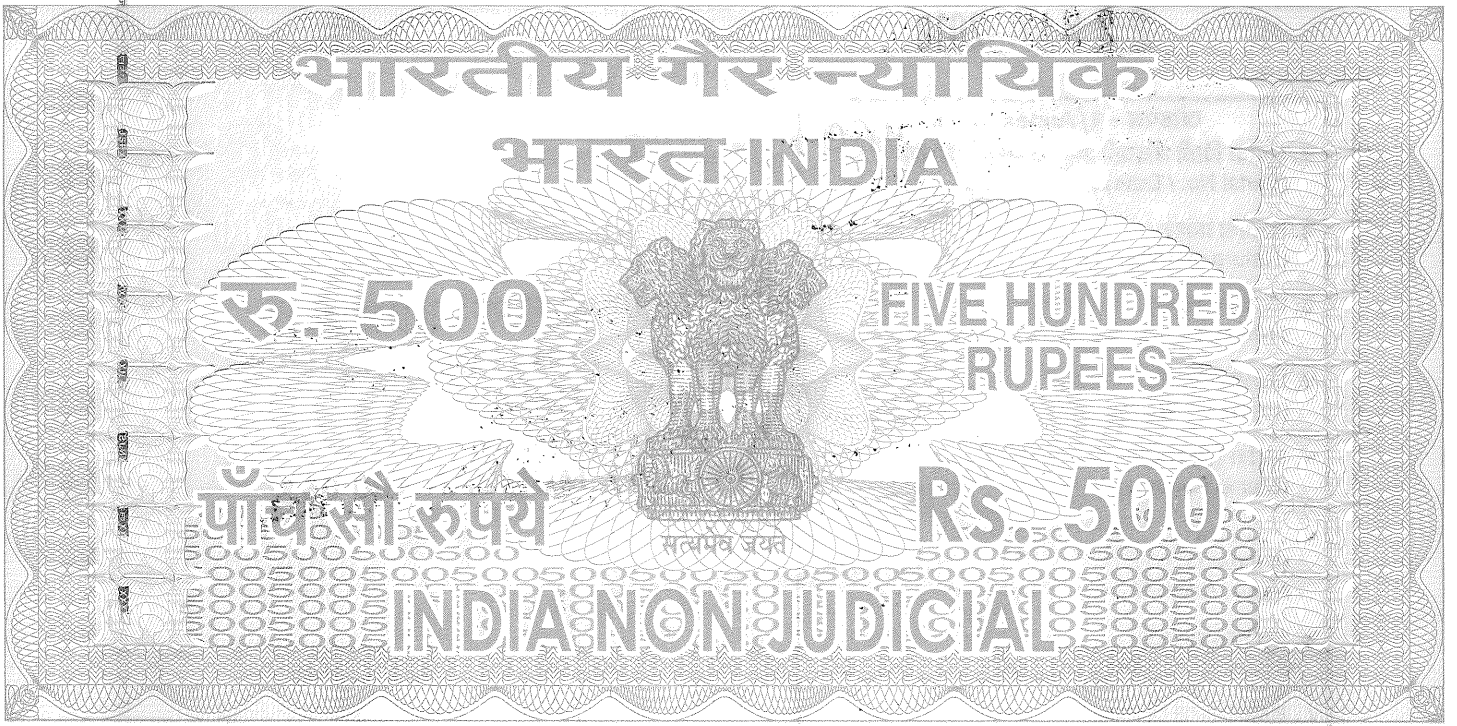 भारतीय गैर न्यायिक
भारत INDIA
रु. 500
FIVE HUNDRED
RUPEES
पाँच सौ रुपये
Rs. 500
सत्यमेव जयते
INDIA NON JUDICIAL